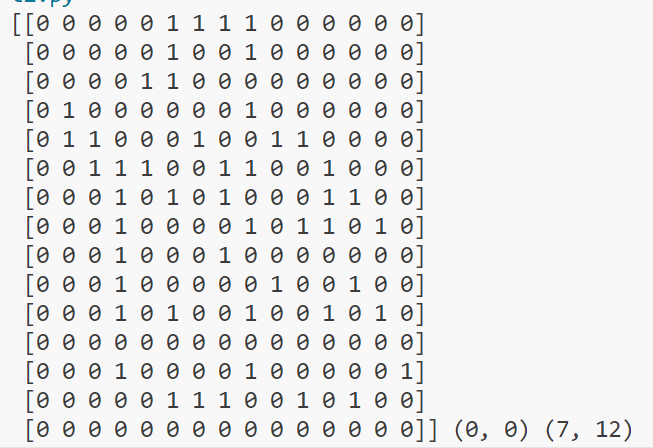 [[0 0 0 0 0 1 1 1 1 0 0 0 0 0 0]
[0 0 0 0 0 1 0 0 1 0 0 0 0 0 0]
[0 0 0 0 1 1 0 0 0 0 0 0 0 0 0]
[0 1 0 0 0 0 0 0 1 0 0 0 0 0 0]
[0 1 1 0 0 0 1 0 0 1 1 0 0 0 0]
[0 0 1 1 1 0 0 1 1 0 0 1 0 0 0]
[0 0 0 1 0 1 0 1 0 0 0 1 1 0 0]
[0 0 0 1 0 0 0 0 1 0 1 1 0 1 0]
[0 0 0 1 0 0 0 1 0 0 0 0 0 0 0]
[0 0 0 1 0 0 0 0 0 1 0 0 1 0 0]
[0 0 0 1 0 1 0 0 1 0 0 1 0 1 0]
[0 0 0 0 0 0 0 0 0 0 0 0 0 0 0]
[0 0 0 1 0 0 0 0 1 0 0 0 0 0 1]
[0 0 0 0 0 1 1 1 0 0 1 0 1 0 0]
[0 0 0 0 0 0 0 0 0 0 0 0 0 0 0]] (0, 0) (7, 12)